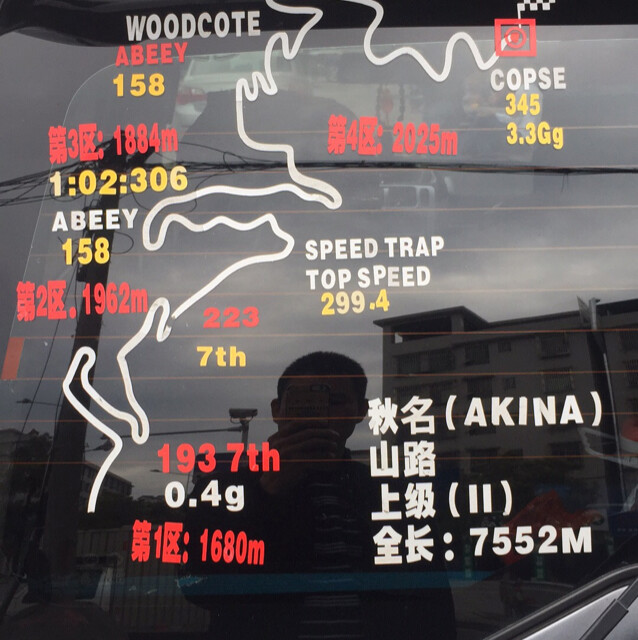 WOODCOTE
ABEEY
158
COPSE
345
3.3Gg
第3区: 1884m
第4区: 2025m
1:02:306
ABEEY
158
SPEED TRAP
TOP SPEED
299.4
第2区. 1962m
223
7th
秋名(AKINA)
山路
193 7th
0.4g
上级(II)
第1区: 1680m
全长: 7552M